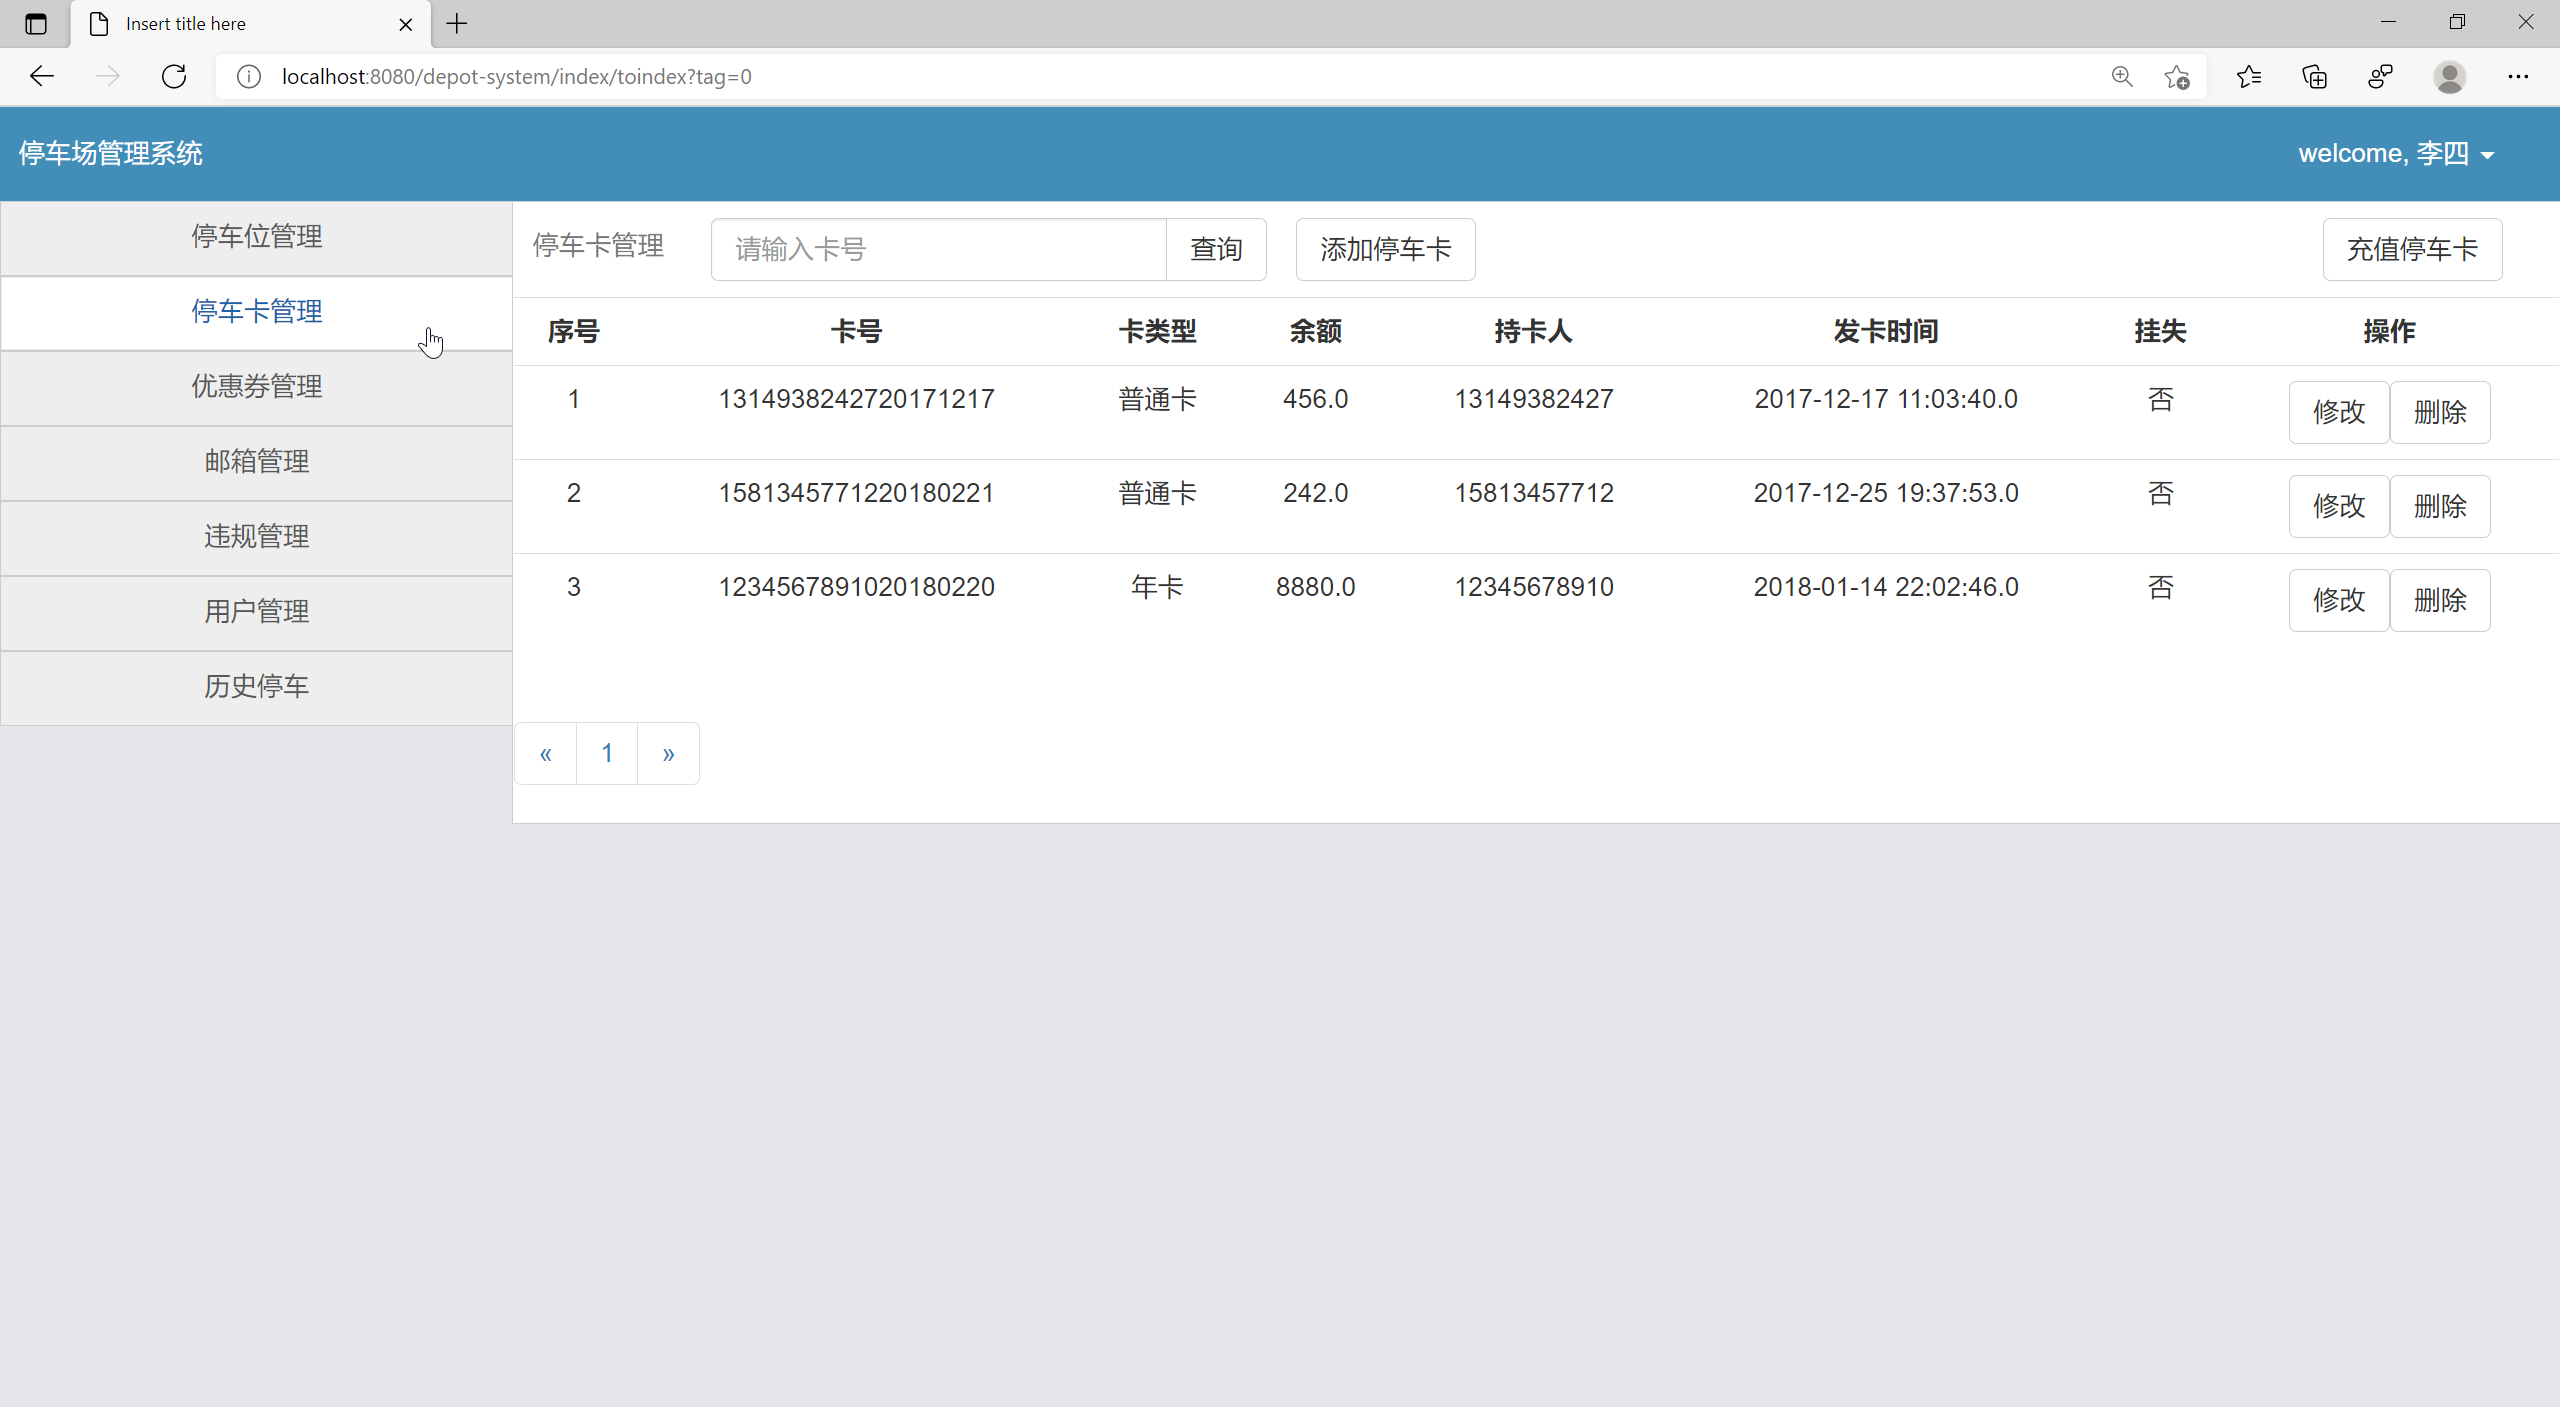 Insert title here
localhost:8080/depot-system/index/toindex?tag=0
停车场管理系统
welcome, 李四
停车位管理
停车卡管理
优惠券管理
邮箱管理
违规管理
用户管理
历史停车
停车卡管理 请输入卡号 查询 添加停车卡 充值停车卡
序号 卡号 卡类型 余额 持卡人 发卡时间 挂失 操作
1 1314938242720171217 普通卡 456.0 13149382427 2017-12-17 11:03:40.0 否 修改 删除
2 1581345771220180221 普通卡 242.0 15813457712 2017-12-25 19:37:53.0 否 修改 删除
3 1234567891020180220 年卡 8880.0 12345678910 2018-01-14 22:02:46.0 否 修改 删除
« 1 »